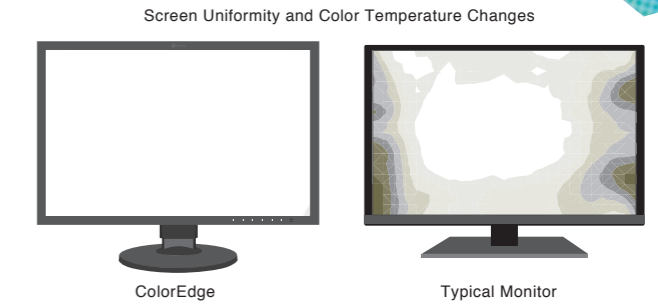 Screen Uniformity and Color Temperature Changes
ColorEdge
Typical Monitor